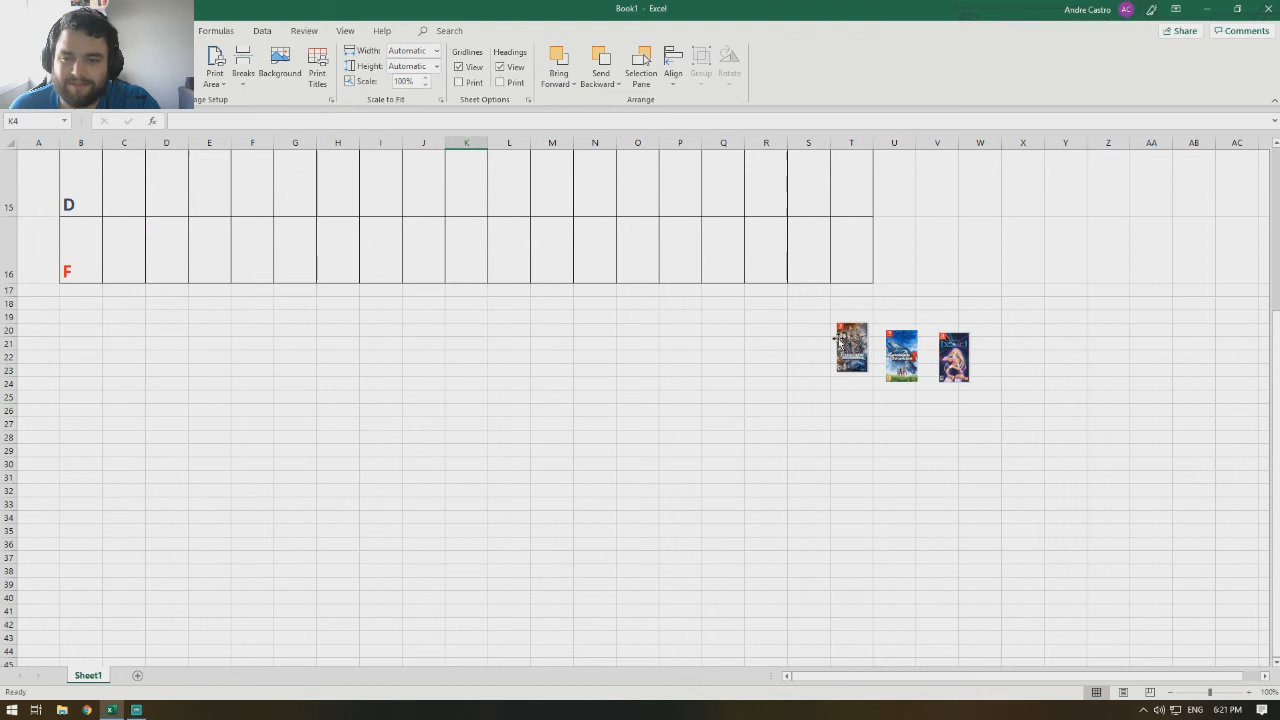 Book1 - Excel
Andre Castro AC
Formulas Data Review View Help Search
Share Comments
Print Area Breaks Background Print Titles
Width: Automatic
Height: Automatic
Scale: 100%
Gridlines Headings
View View
Print Print
Bring Forward Send Backward Selection Pane Align Group Rotate
Scale to Fit Sheet Options Arrange
K4 fx
A B C D E F G H I J K L M N O P Q R S T U V W X Y Z AA AB AC
15 D
16 F
17
18
19
20
21
22
23
24
25
26
27
28
29
30
31
32
33
34
35
36
37
38
39
40
41
42
43
44
45
Sheet1
Ready 100%
ENG 6:21 PM